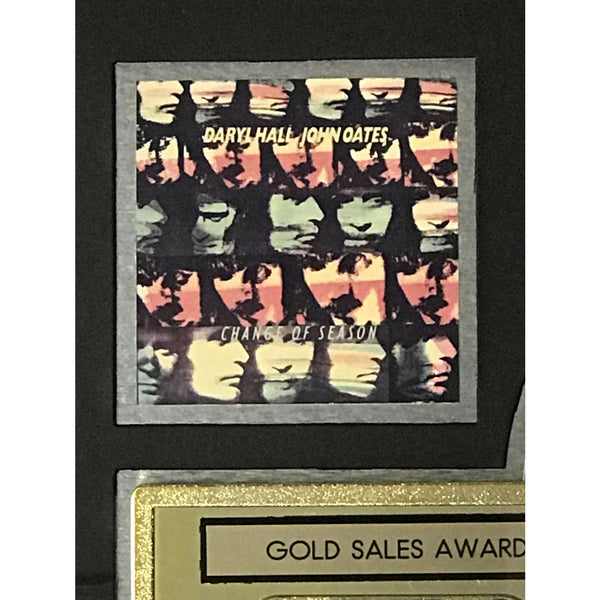 DARYL HALL JOHN OATES
CHANGE OF SEASON
GOLD SALES AWARD